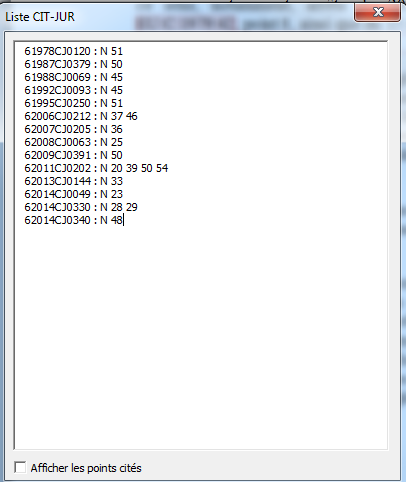 Liste CIT-JUR
61978CJ0120 : N 51
61987CJ0379 : N 50
61988CJ0069 : N 45
61992CJ0093 : N 45
61995CJ0250 : N 51
62006CJ0212 : N 37 46
62007CJ0205 : N 36
62008CJ0063 : N 25
62009CJ0391 : N 50
62011CJ0202 : N 20 39 50 54
62013CJ0144 : N 33
62014CJ0049 : N 23
62014CJ0330 : N 28 29
62014CJ0340 : N 48
Afficher les points cités